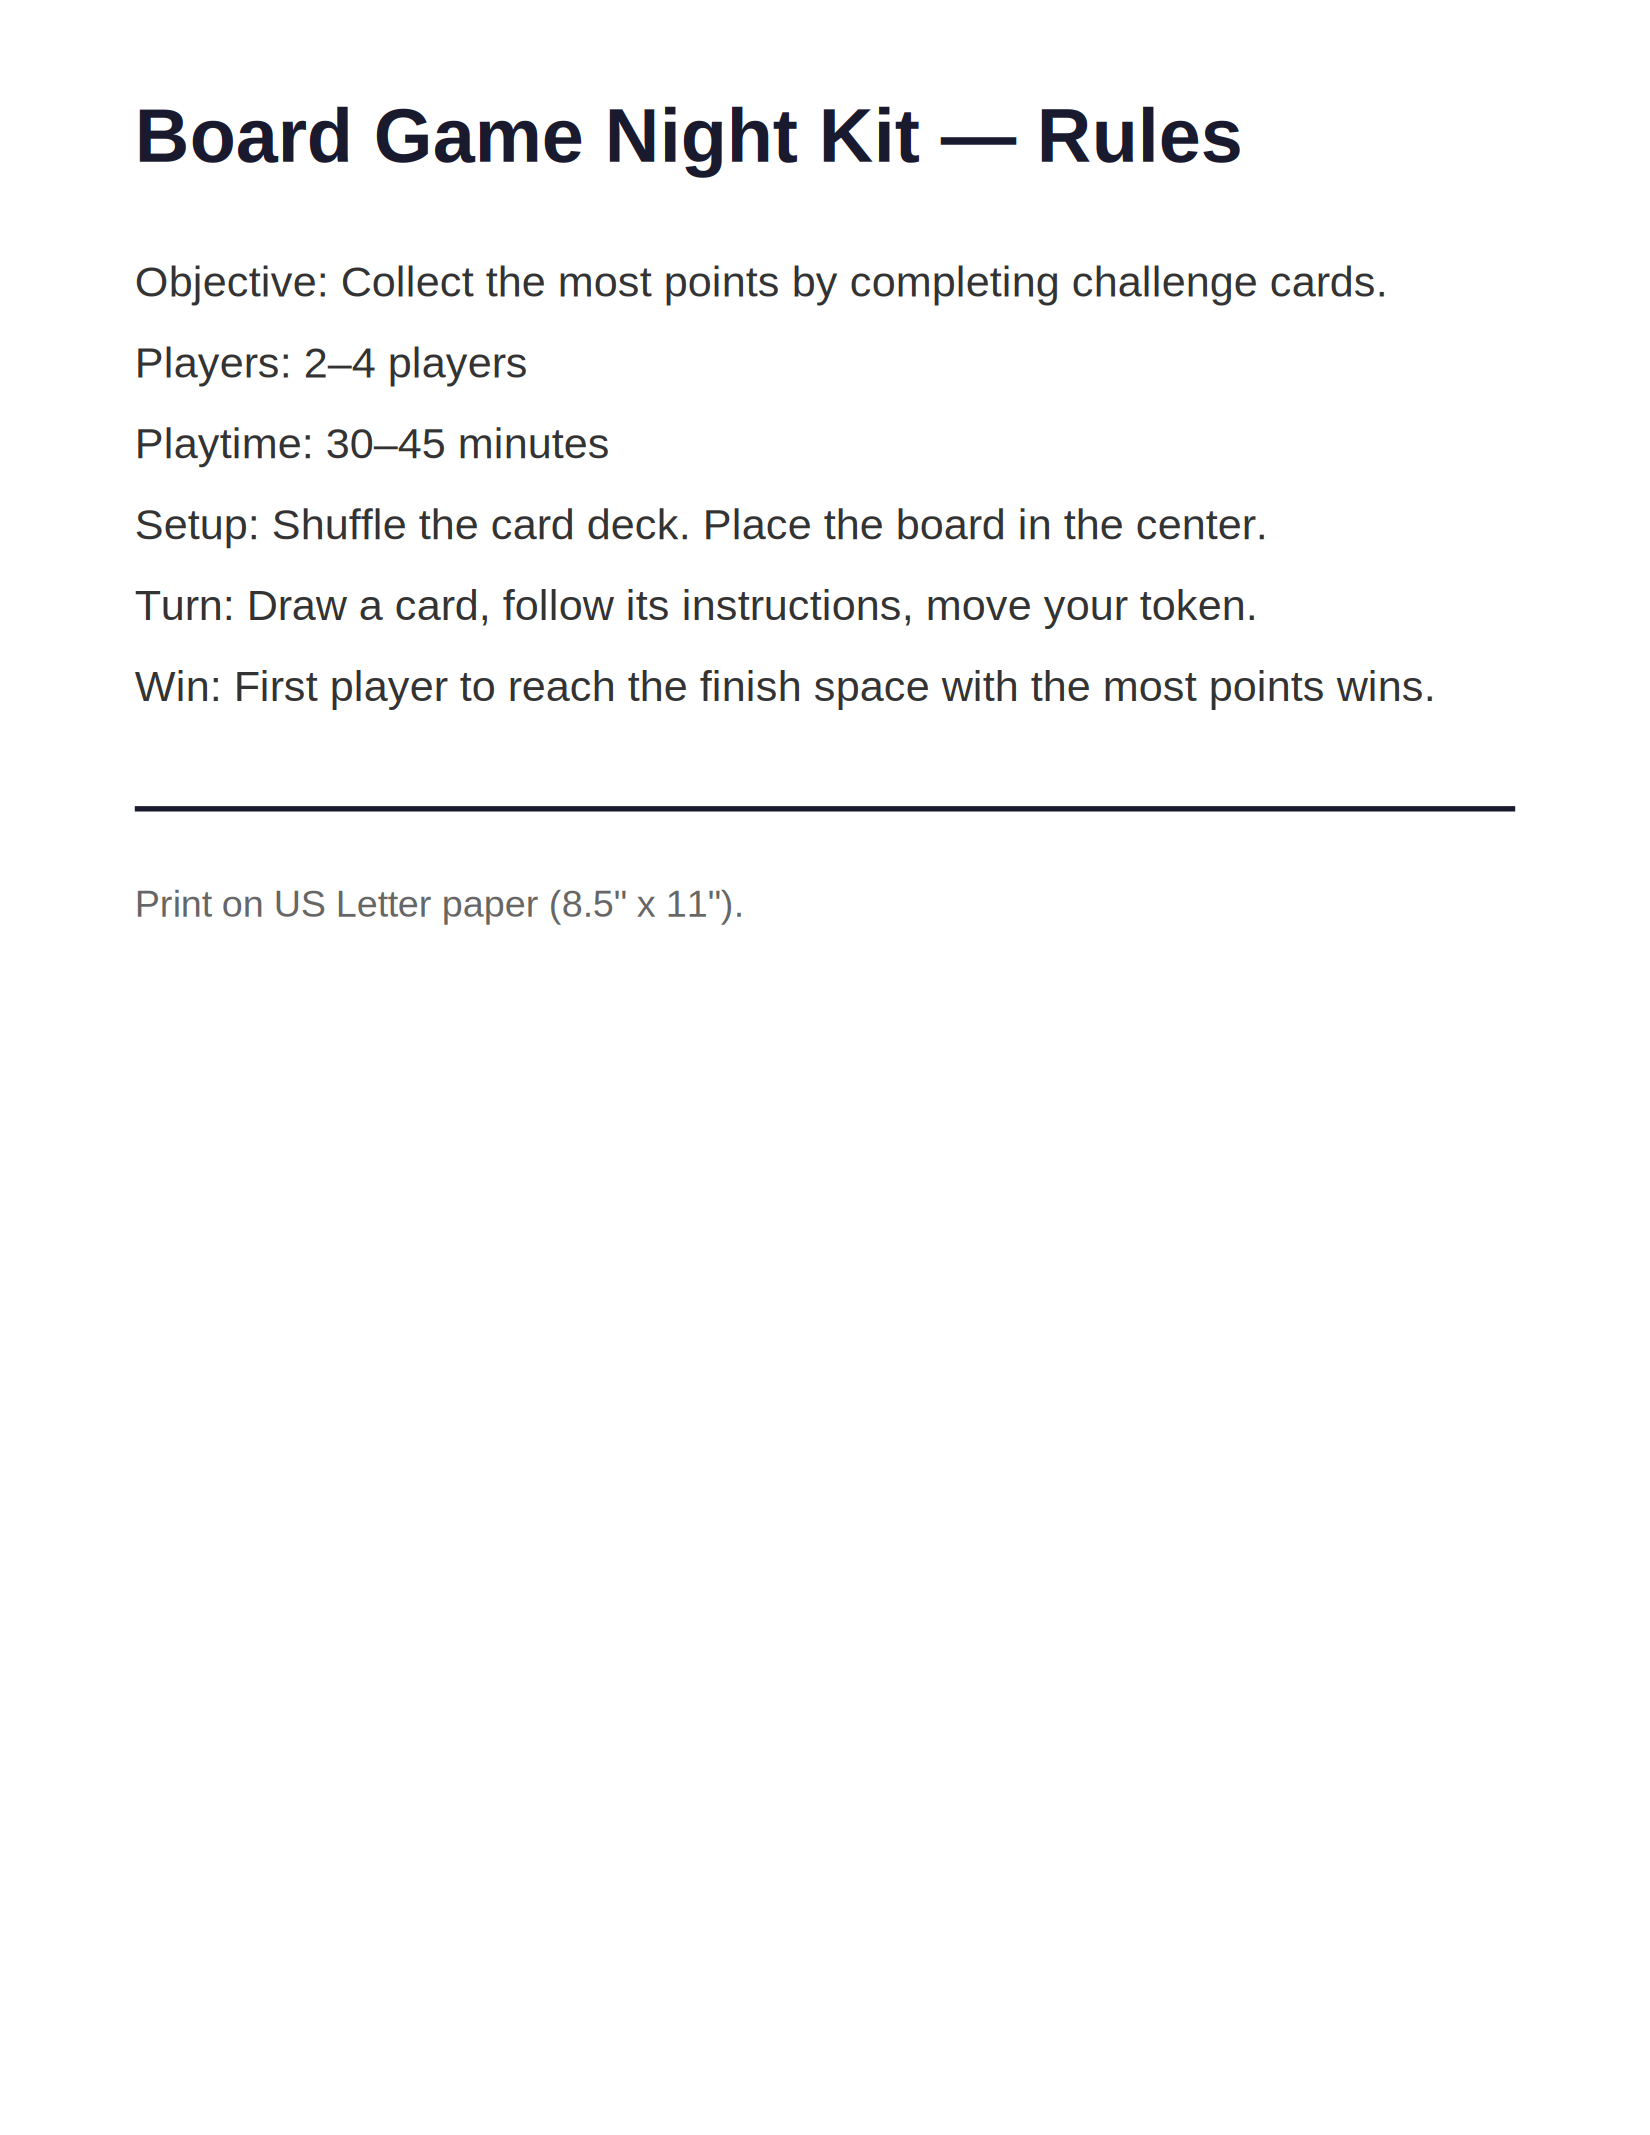 Board Game Night Kit — Rules
Objective: Collect the most points by completing challenge cards.
Players: 2–4 players
Playtime: 30–45 minutes
Setup: Shuffle the card deck. Place the board in the center.
Turn: Draw a card, follow its instructions, move your token.
Win: First player to reach the finish space with the most points wins.
Print on US Letter paper (8.5" x 11").